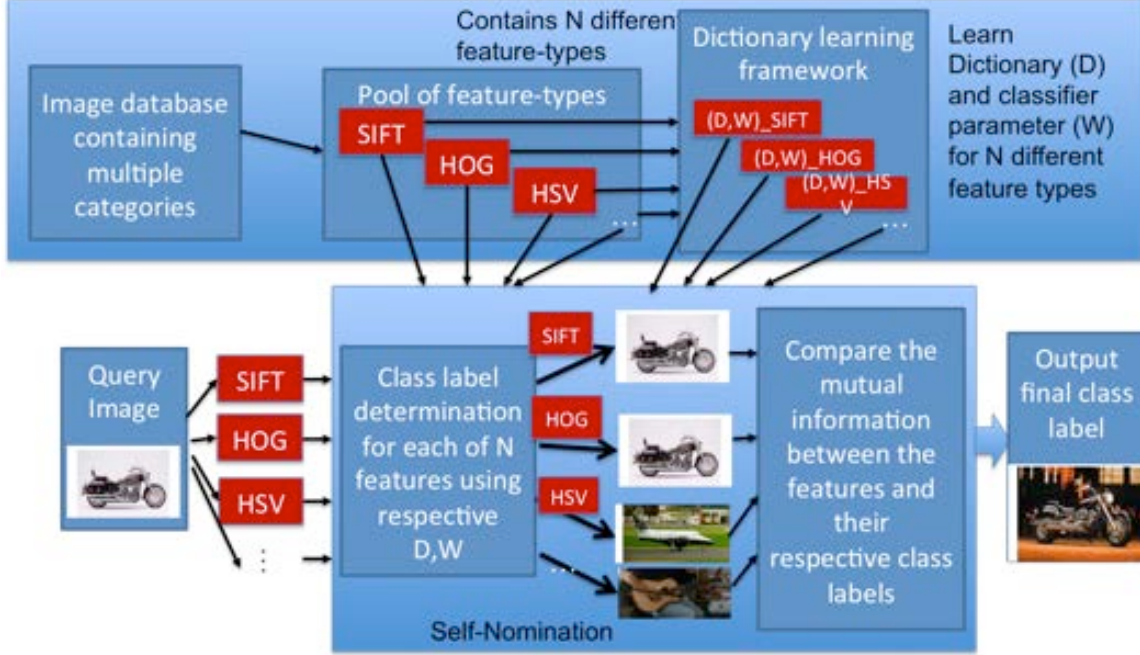 Contains N different
feature-types
Dictionary learning
framework
Learn
Dictionary (D)
and classifier
parameter (W)
for N different
feature types
Image database
containing
multiple
categories
Pool of feature-types
SIFT
HOG
HSV
...
(D,W)_SIFT
(D,W)_HOG
(D,W)_HS
V
...
Query
Image
SIFT
HOG
HSV
⋮
Class label
determination
for each of N
features using
respective
D,W
SIFT
HOG
HSV
...
Compare the
mutual
information
between the
features and
their
respective class
labels
Output
final class
label
Self-Nomination